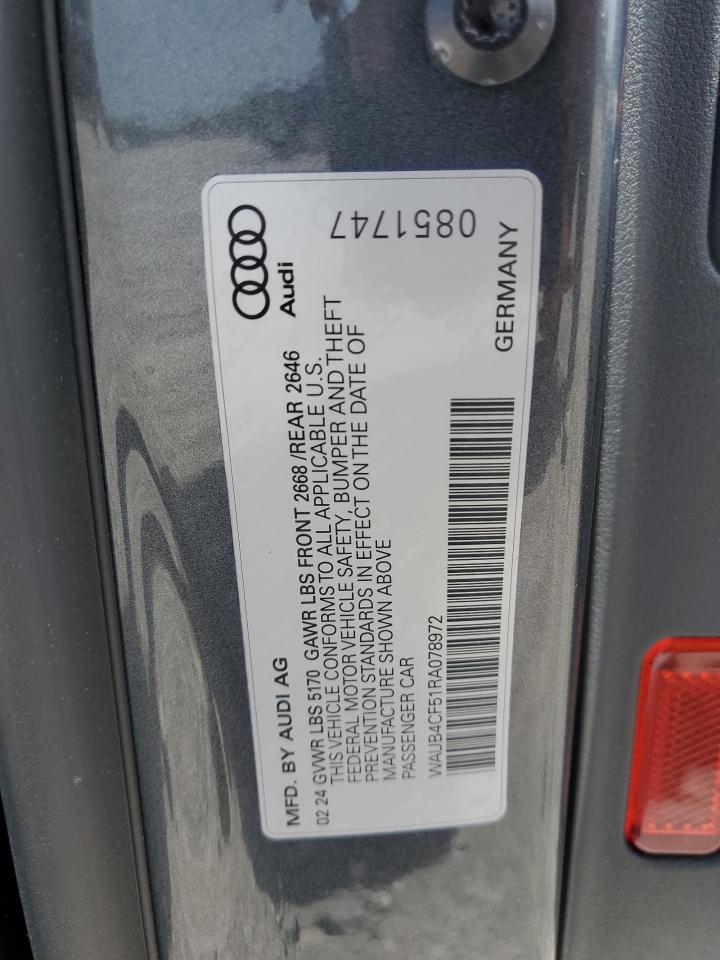 MFD. BY AUDI AG
Audi
02 24 GVWR LBS 5170 GAWR LBS FRONT 2668 /REAR 2646
THIS VEHICLE CONFORMS TO ALL APPLICABLE U.S.
FEDERAL MOTOR VEHICLE SAFETY, BUMPER AND THEFT
PREVENTION STANDARDS IN EFFECT ON THE DATE OF
MANUFACTURE SHOWN ABOVE
PASSENGER CAR
WAUB4CF51RA078972
0851747
GERMANY